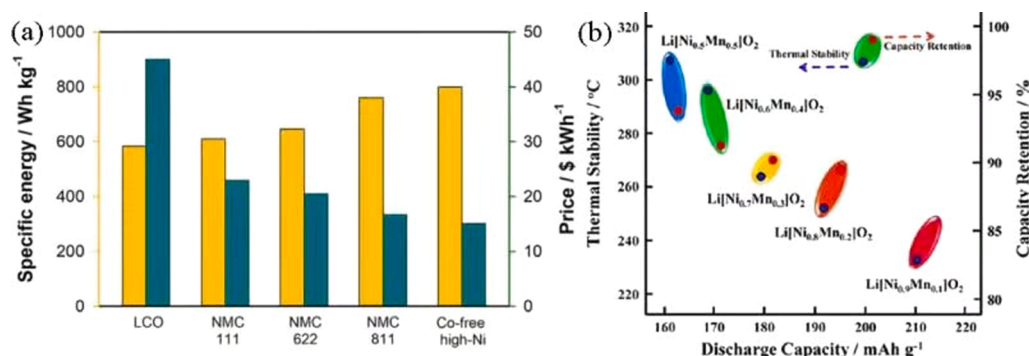 (a)
Specific energy / Wh kg-1
1000
800
600
400
200
0
50
40
30
20
10
0
Price / $ kWh-1
LCO
NMC
111
NMC
622
NMC
811
Co-free
high-Ni
(b)
Thermal Stability / °C
320
300
280
260
240
220
Li[Ni0.5Mn0.5]O2
Thermal Stability
Capacity Retention
Li[Ni0.6Mn0.4]O2
Li[Ni0.7Mn0.3]O2
Li[Ni0.8Mn0.2]O2
Li[Ni0.9Mn0.1]O2
100
95
90
85
80
Capacity Retention / %
160
170
180
190
200
210
220
Discharge Capacity / mAh g-1